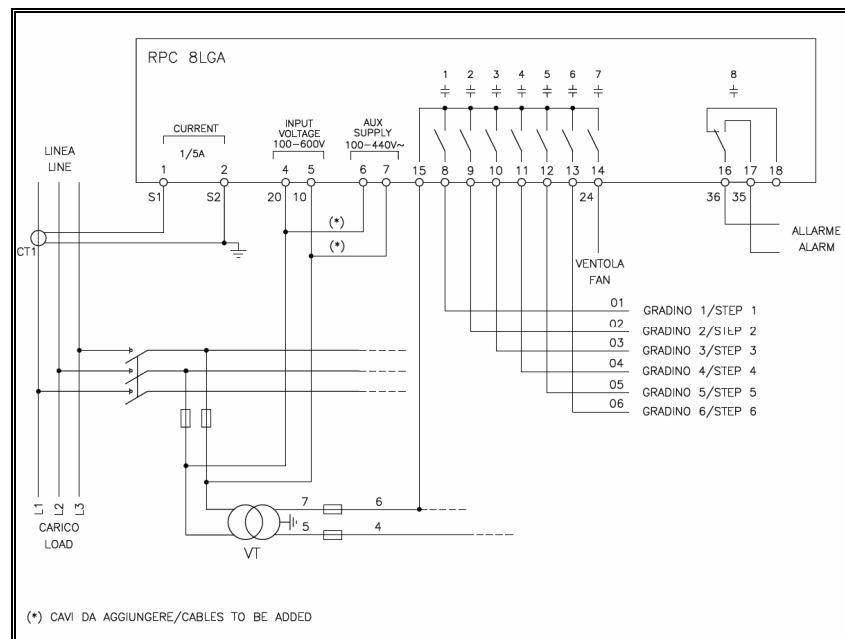 RPC 8LGA
1 2 3 4 5 6 7 8
CURRENT
1/5A
INPUT
VOLTAGE
100-600V
AUX
SUPPLY
100-440V~
LINEA
LINE
1 2 4 5 6 7 15 8 9 10 11 12 13 14 16 17 18
S1 S2 20 10 24 36 35
(*)
(*)
CT1
ALLARME
ALARM
VENTOLA
FAN
01 GRADINO 1/STEP 1
02 GRADINO 2/STEP 2
03 GRADINO 3/STEP 3
04 GRADINO 4/STEP 4
05 GRADINO 5/STEP 5
06 GRADINO 6/STEP 6
L1 L2 L3
CARICO
LOAD
7 6
5 4
VT
(*) CAVI DA AGGIUNGERE/CABLES TO BE ADDED